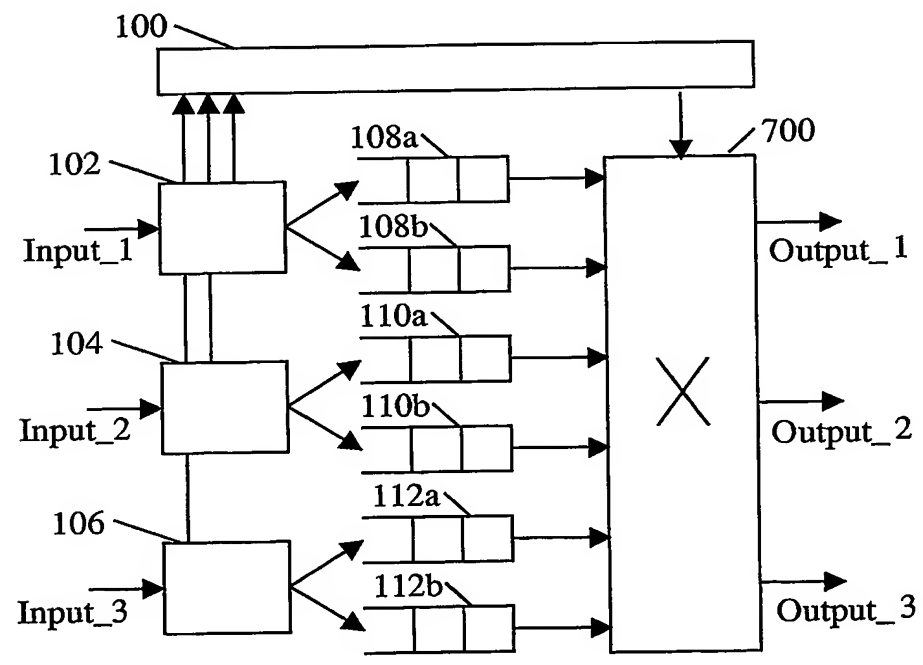 100
700
108a
102
Input_1
108b
Output_1
110a
104
Input_2
110b
Output_2
112a
106
Input_3
112b
Output_3
X